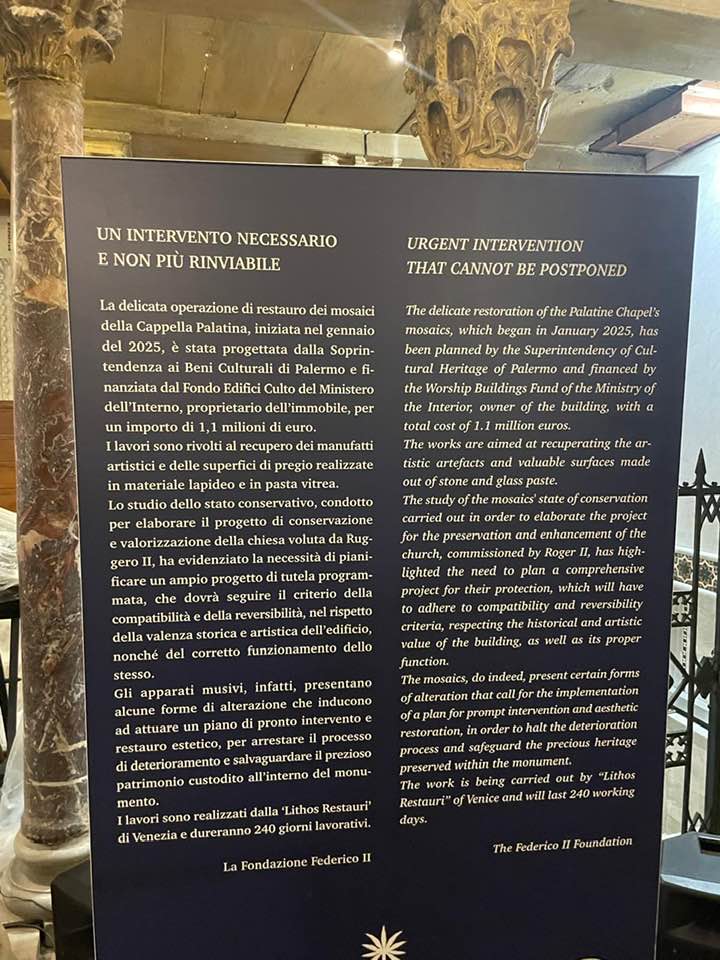 UN INTERVENTO NECESSARIO
E NON PIÙ RINVIABILE
La delicata operazione di restauro dei mosaici
della Cappella Palatina, iniziata nel gennaio
del 2025, è stata progettata dalla Soprin-
tendenza ai Beni Culturali di Palermo e fi-
nanziata dal Fondo Edifici Culto del Ministero
dell'Interno, proprietario dell'immobile, per
un importo di 1,1 milioni di euro.
I lavori sono rivolti al recupero dei manufatti
artistici e delle superfici di pregio realizzate
in materiale lapideo e in pasta vitrea.
Lo studio dello stato conservativo, condotto
per elaborare il progetto di conservazione
e valorizzazione della chiesa voluta da Rug-
gero II, ha evidenziato la necessità di piani-
ficare un ampio progetto di tutela program-
mata, che dovrà seguire il criterio della
compatibilità e della reversibilità, nel rispetto
della valenza storica e artistica dell'edificio,
nonché del corretto funzionamento dello
stesso.
Gli apparati musivi, infatti, presentano
alcune forme di alterazione che inducono
ad attuare un piano di pronto intervento e
restauro estetico, per arrestare il processo
di deterioramento e salvaguardare il prezioso
patrimonio custodito all'interno del monu-
mento.
I lavori sono realizzati dalla 'Lithos Restauri'
di Venezia e dureranno 240 giorni lavorativi.
La Fondazione Federico II
URGENT INTERVENTION
THAT CANNOT BE POSTPONED
The delicate restoration of the Palatine Chapel's
mosaics, which began in January 2025, has
been planned by the Superintendency of Cul-
tural Heritage of Palermo and financed by
the Worship Buildings Fund of the Ministry of
the Interior, owner of the building, with a
total cost of 1.1 million euros.
The works are aimed at recuperating the ar-
tistic artefacts and valuable surfaces made
out of stone and glass paste.
The study of the mosaics' state of conservation
carried out in order to elaborate the project
for the preservation and enhancement of the
church, commissioned by Roger II, has high-
lighted the need to plan a comprehensive
project for their protection, which will have
to adhere to compatibility and reversibility
criteria, respecting the historical and artistic
value of the building, as well as its proper
function.
The mosaics, do indeed, present certain forms
of alteration that call for the implementation
of a plan for prompt intervention and aesthetic
restoration, in order to halt the deterioration
process and safeguard the precious heritage
preserved within the monument.
The work is being carried out by "Lithos
Restauri" of Venice and will last 240 working
days.
The Federico II Foundation